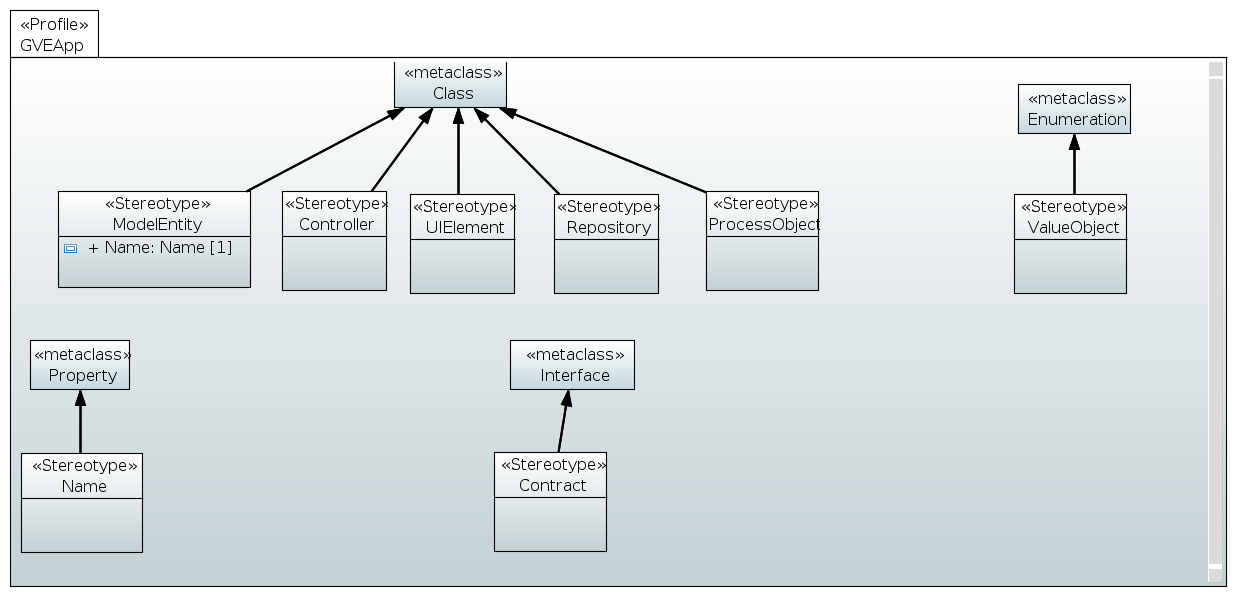 «Profile»
GVEApp
«metaclass»
Class
«metaclass»
Enumeration
«Stereotype»
ModelEntity
+ Name: Name [1]
«Stereotype»
Controller
«Stereotype»
UIElement
«Stereotype»
Repository
«Stereotype»
ProcessObject
«Stereotype»
ValueObject
«metaclass»
Property
«metaclass»
Interface
«Stereotype»
Name
«Stereotype»
Contract